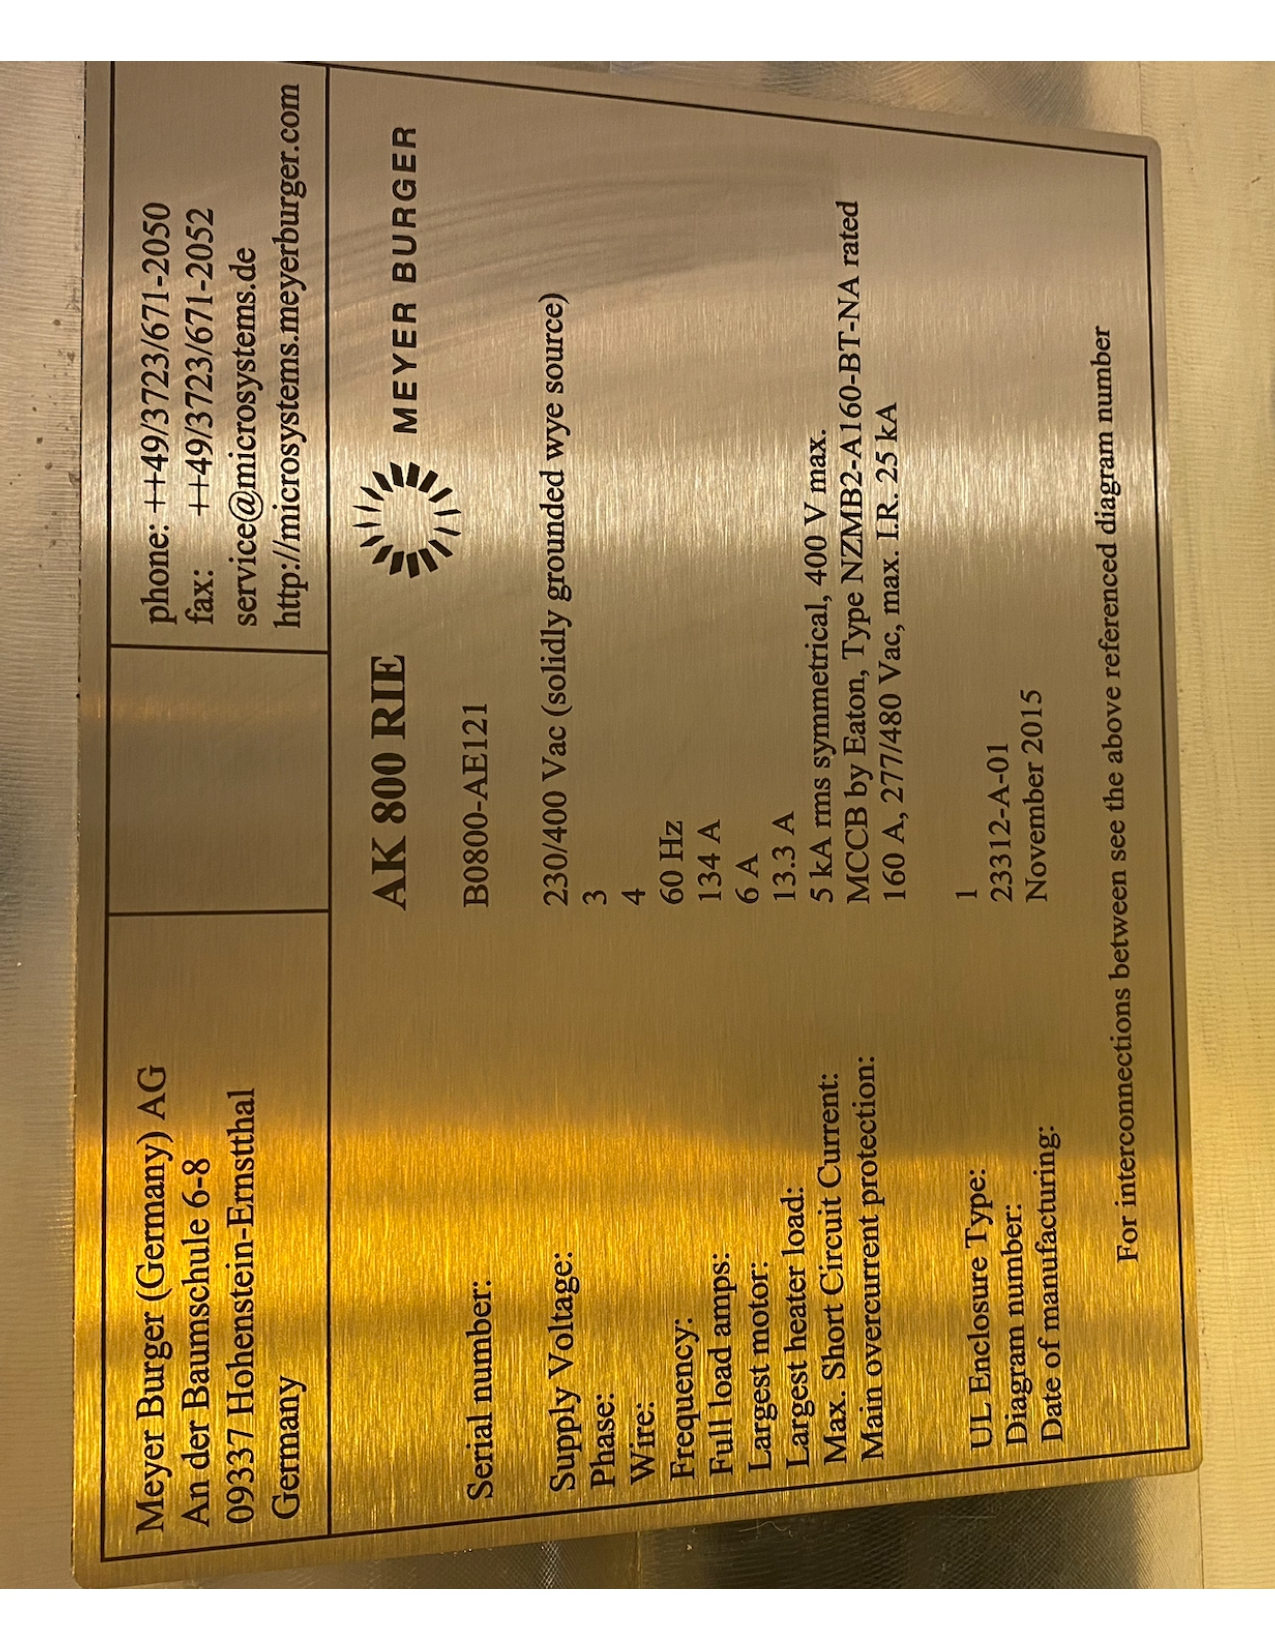 Meyer Burger (Germany) AG
An der Baumschule 6-8
09337 Hohenstein-Ernstthal
Germany
phone: ++49/3723/671-2050
fax: ++49/3723/671-2052
service@microsystems.de
http://microsystems.meyerburger.com
AK 800 RIE
MEYER BURGER
Serial number: B0800-AE121
Supply Voltage: 230/400 Vac (solidly grounded wye source)
Phase: 3
Wire: 4
Frequency: 60 Hz
Full load amps: 134 A
Largest motor: 6 A
Largest heater load: 13.3 A
Max. Short Circuit Current: 5 kA rms symmetrical, 400 V max.
Main overcurrent protection: MCCB by Eaton, Type NZMB2-A160-BT-NA rated
160 A, 277/480 Vac, max. I.R. 25 kA
UL Enclosure Type: 1
Diagram number: 23312-A-01
Date of manufacturing: November 2015
For interconnections between see the above referenced diagram number